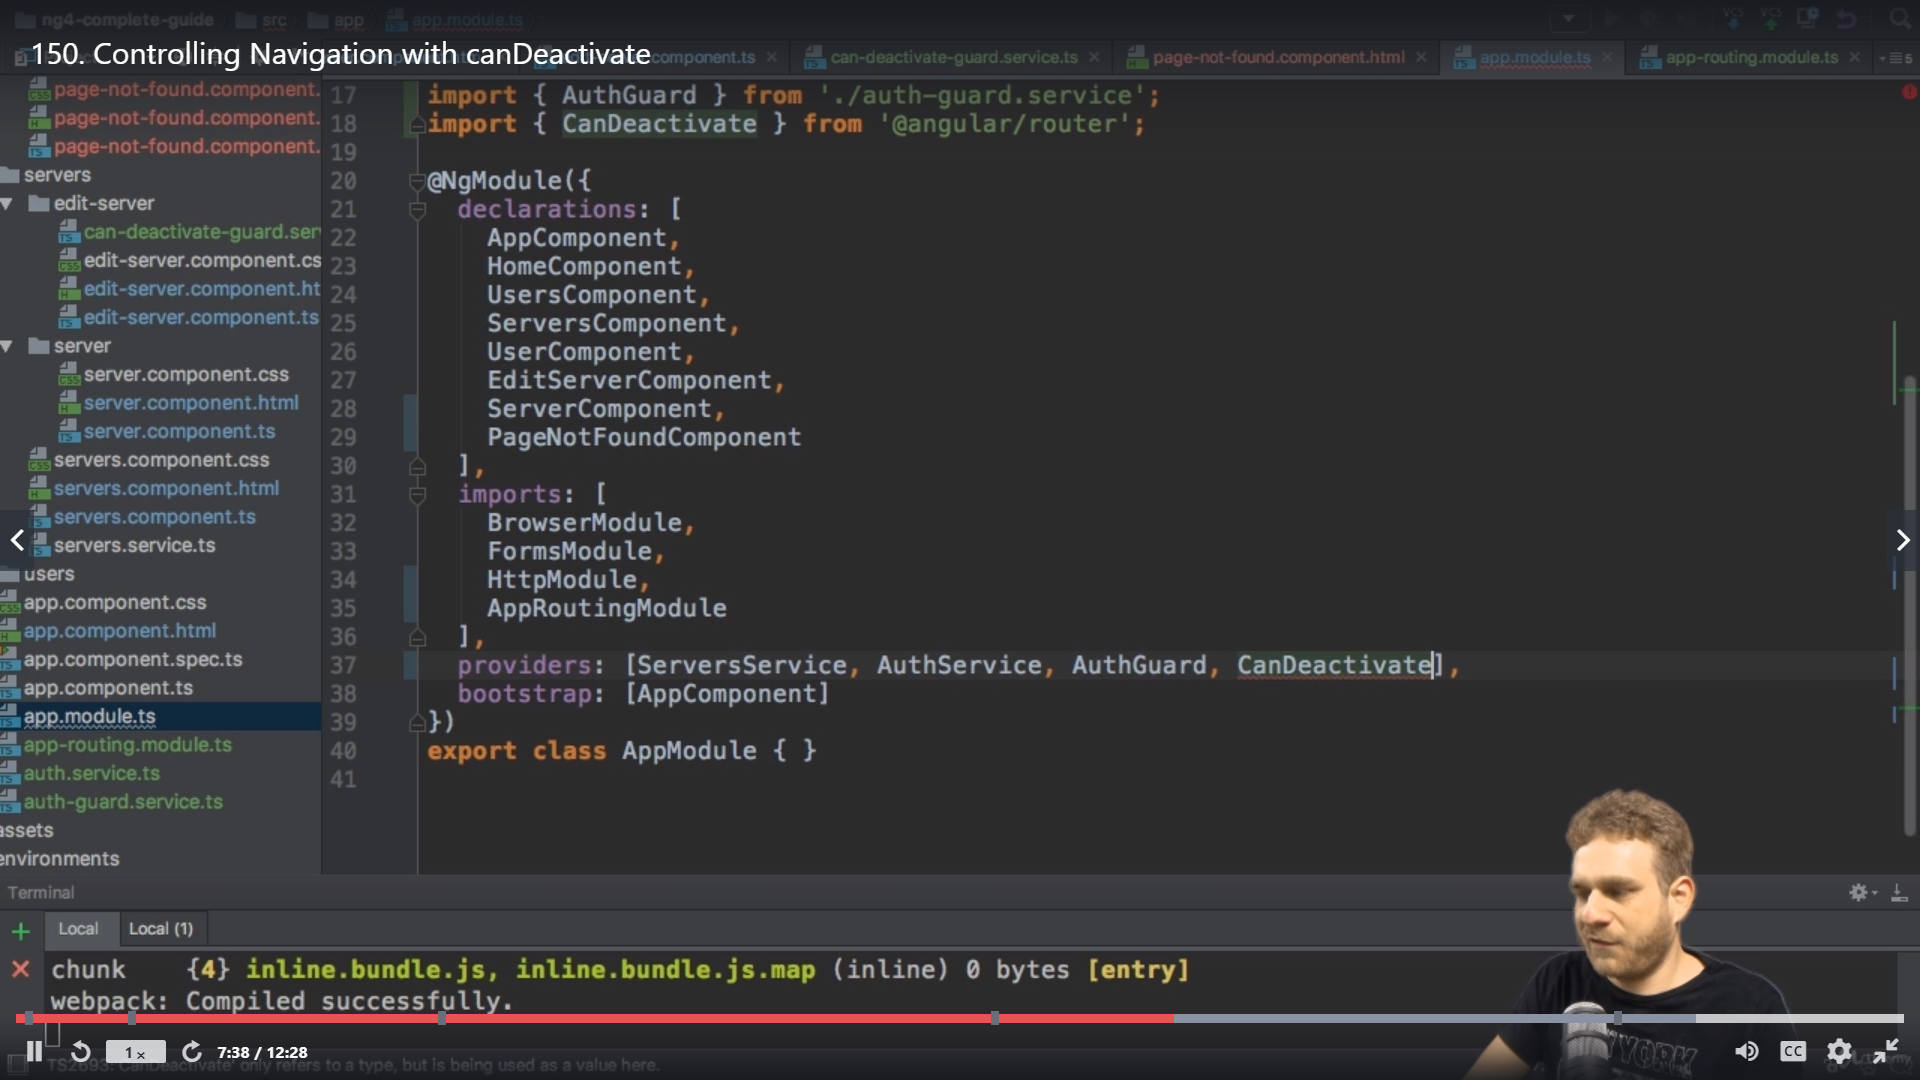 ng4-complete-guide src app app.module.ts
150. Controlling Navigation with canDeactivate
component.ts can-deactivate-guard.service.ts page-not-found.component.html app.module.ts app-routing.module.ts 5
page-not-found.component.
page-not-found.component.
page-not-found.component.
servers
edit-server
can-deactivate-guard.ser
edit-server.component.cs
edit-server.component.ht
edit-server.component.ts
server
server.component.css
server.component.html
server.component.ts
servers.component.css
servers.component.html
servers.component.ts
servers.service.ts
users
app.component.css
app.component.html
app.component.spec.ts
app.component.ts
app.module.ts
app-routing.module.ts
auth.service.ts
auth-guard.service.ts
assets
environments
17 import { AuthGuard } from './auth-guard.service';
18 import { CanDeactivate } from '@angular/router';
19
20 @NgModule({
21 declarations: [
22 AppComponent,
23 HomeComponent,
24 UsersComponent,
25 ServersComponent,
26 UserComponent,
27 EditServerComponent,
28 ServerComponent,
29 PageNotFoundComponent
30 ],
31 imports: [
32 BrowserModule,
33 FormsModule,
34 HttpModule,
35 AppRoutingModule
36 ],
37 providers: [ServersService, AuthService, AuthGuard, CanDeactivate],
38 bootstrap: [AppComponent]
39 })
40 export class AppModule { }
41
Terminal
Local Local (1)
chunk {4} inline.bundle.js, inline.bundle.js.map (inline) 0 bytes [entry]
webpack: Compiled successfully.
1 x 7:38 / 12:28 CC
TS2693: 'CanDeactivate' only refers to a type, but is being used as a value here.
YORK